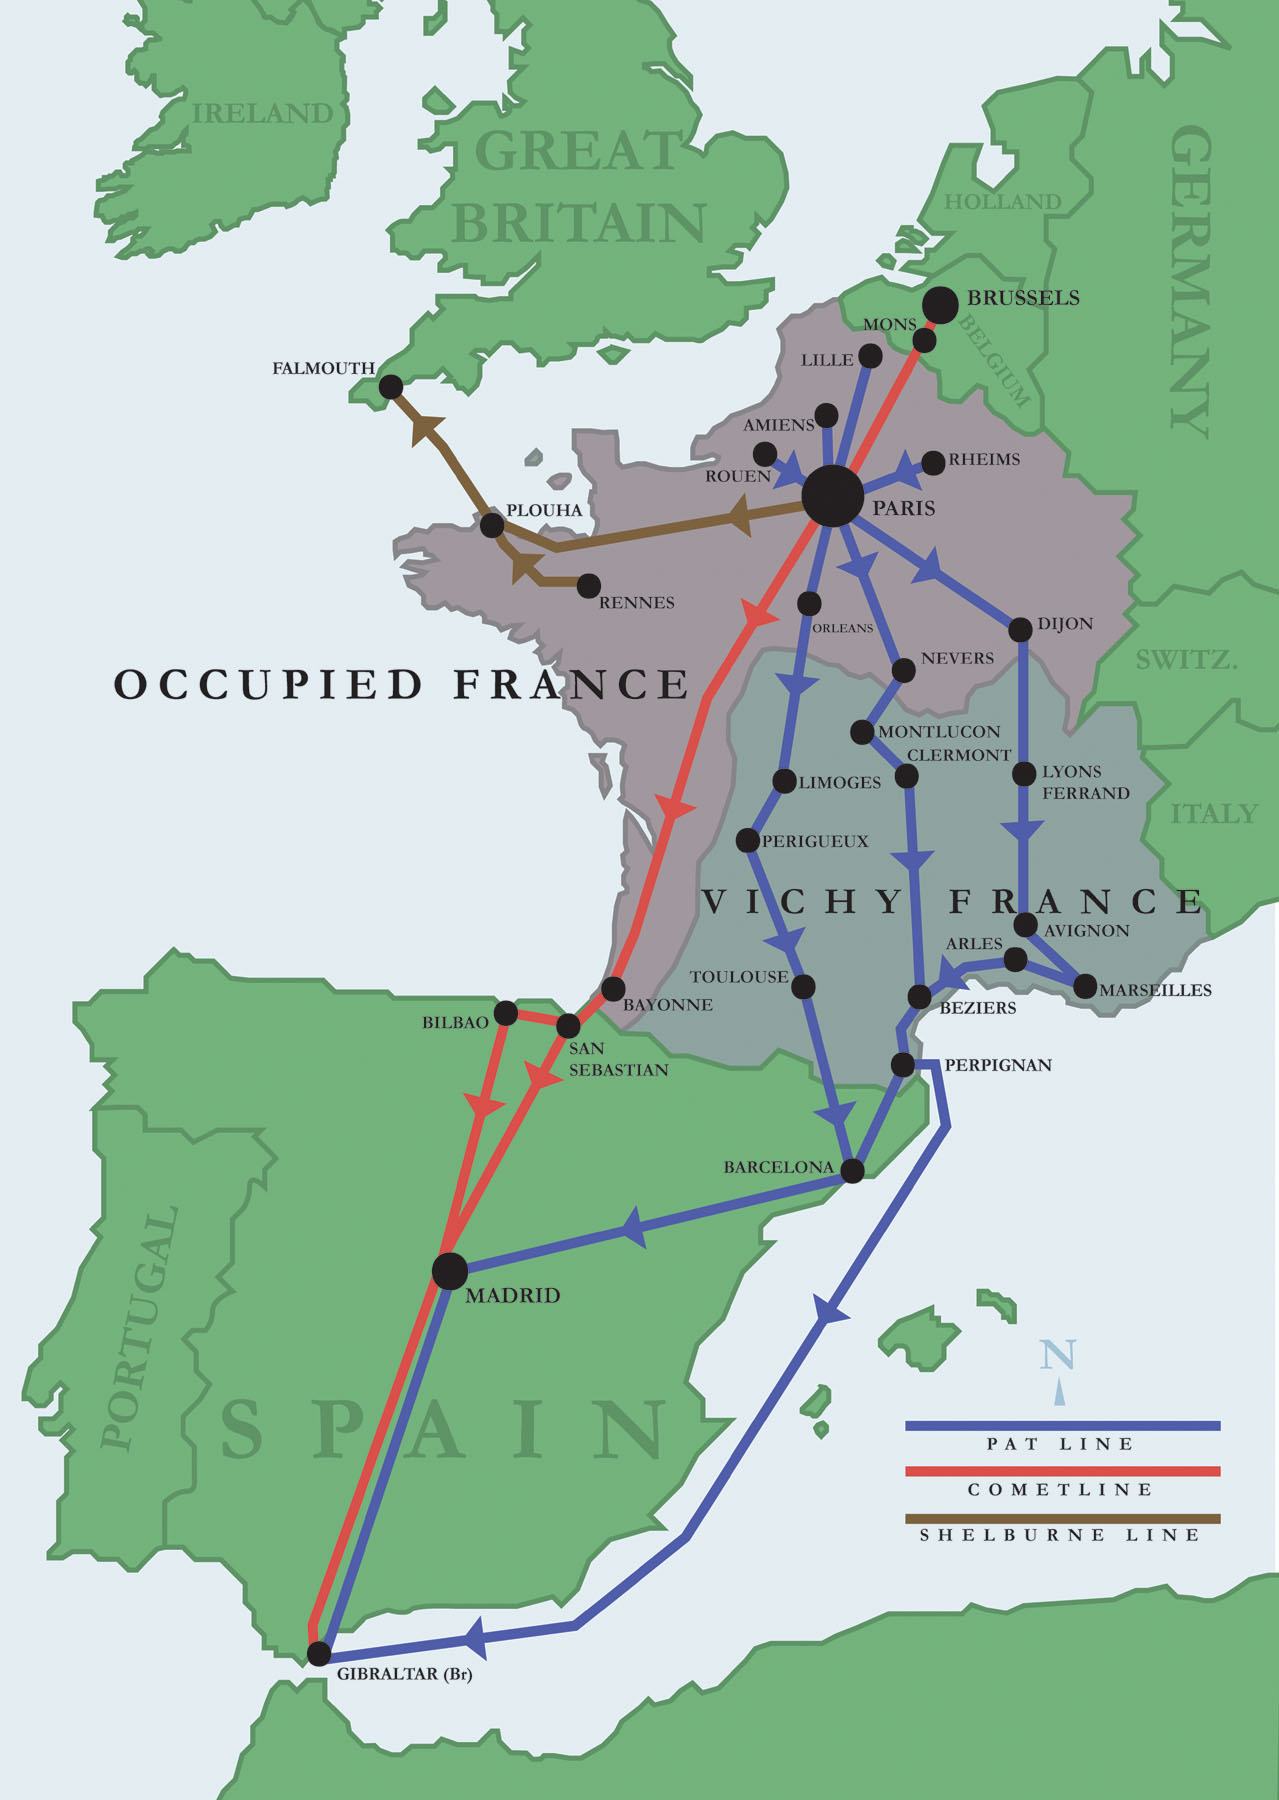 IRELAND
GREAT
BRITAIN
HOLLAND
GERMANY
BRUSSELS
MONS
BELGIUM
LILLE
FALMOUTH
AMIENS
ROUEN
RHEIMS
PARIS
PLOUHA
RENNES
ORLEANS
DIJON
NEVERS
SWITZ.
OCCUPIED FRANCE
MONTLUCON
CLERMONT
LYONS
FERRAND
LIMOGES
ITALY
PERIGUEUX
VICHY FRANCE
AVIGNON
ARLES
TOULOUSE
MARSEILLES
BAYONNE
BEZIERS
BILBAO
SAN
SEBASTIAN
PERPIGNAN
BARCELONA
PORTUGAL
MADRID
SPAIN
N
PAT LINE
COMETLINE
SHELBURNE LINE
GIBRALTAR (Br)